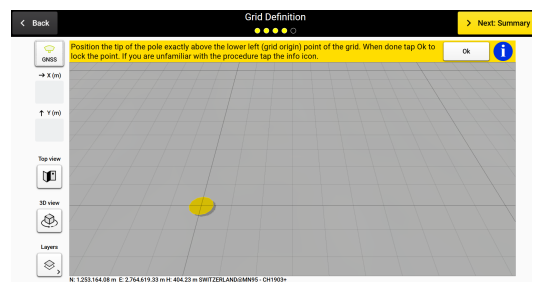 Back
Grid Definition
Next: Summary
GNSS
Position the tip of the pole exactly above the lower left (grid origin) point of the grid. When done tap Ok to
lock the point. If you are unfamiliar with the procedure tap the info icon.
Ok
i
→ X (m)
↑ Y (m)
Top view
3D view
Layers
N: 1,253,164.08 m E: 2,764,619.33 m H: 404.23 m SWITZERLAND@MN95 - CH1903+